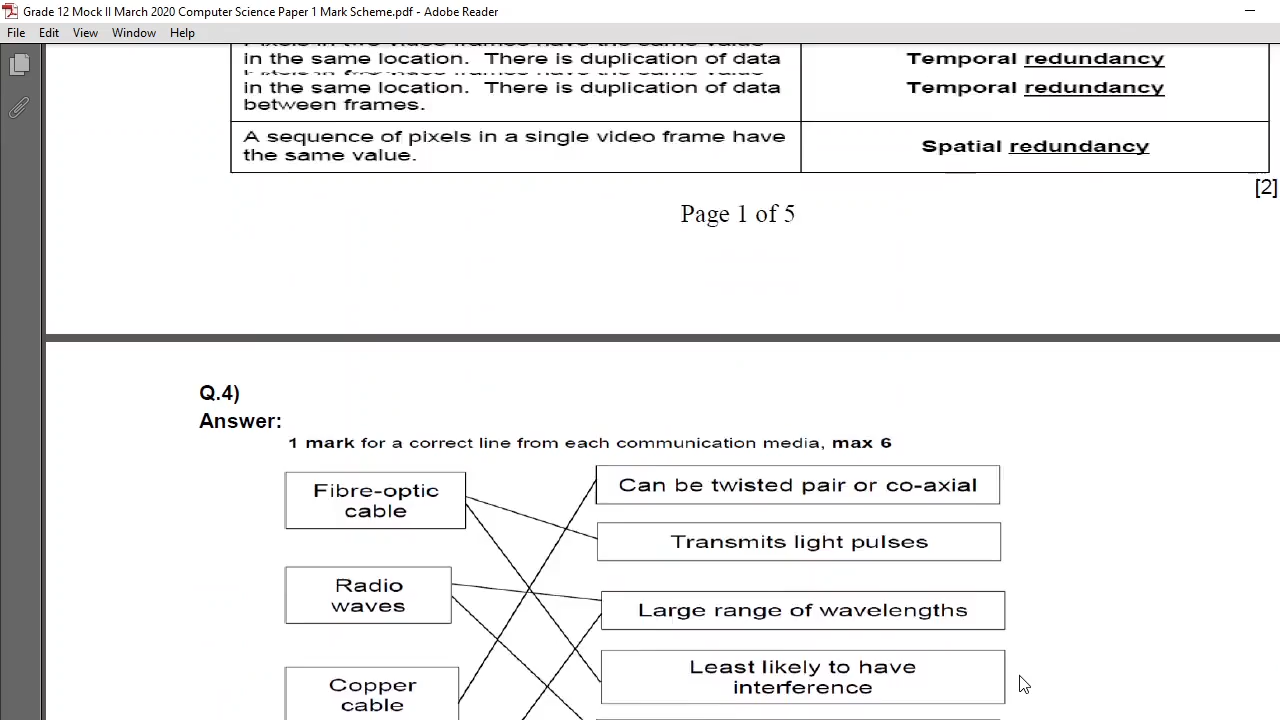 Grade 12 Mock II March 2020 Computer Science Paper 1 Mark Scheme.pdf - Adobe Reader
File Edit View Window Help
in the same location. There is duplication of data
Temporal redundancy
in the same location. There is duplication of data
between frames.
Temporal redundancy
A sequence of pixels in a single video frame have
the same value.
Spatial redundancy
[2]
Page 1 of 5
Q.4)
Answer:
1 mark for a correct line from each communication media, max 6
Fibre-optic
cable
Can be twisted pair or co-axial
Transmits light pulses
Radio
waves
Large range of wavelengths
Least likely to have
interference
Copper
cable